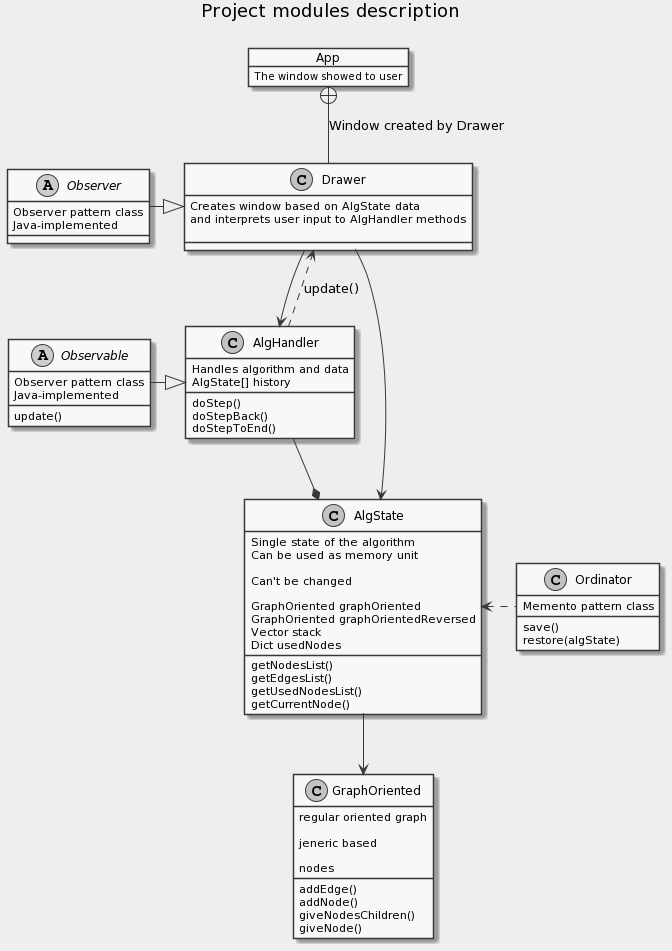 Project modules description
App
The window showed to user
Window created by Drawer
A Observer
Observer pattern class
Java-implemented
C Drawer
Creates window based on AlgState data
and interprets user input to AlgHandler methods
update()
A Observable
Observer pattern class
Java-implemented
update()
C AlgHandler
Handles algorithm and data
AlgState[] history
doStep()
doStepBack()
doStepToEnd()
C AlgState
Single state of the algorithm
Can be used as memory unit
Can't be changed
GraphOriented graphOriented
GraphOriented graphOrientedReversed
Vector stack
Dict usedNodes
getNodesList()
getEdgesList()
getUsedNodesList()
getCurrentNode()
C Ordinator
Memento pattern class
save()
restore(algState)
C GraphOriented
regular oriented graph
jeneric based
nodes
addEdge()
addNode()
giveNodesChildren()
giveNode()